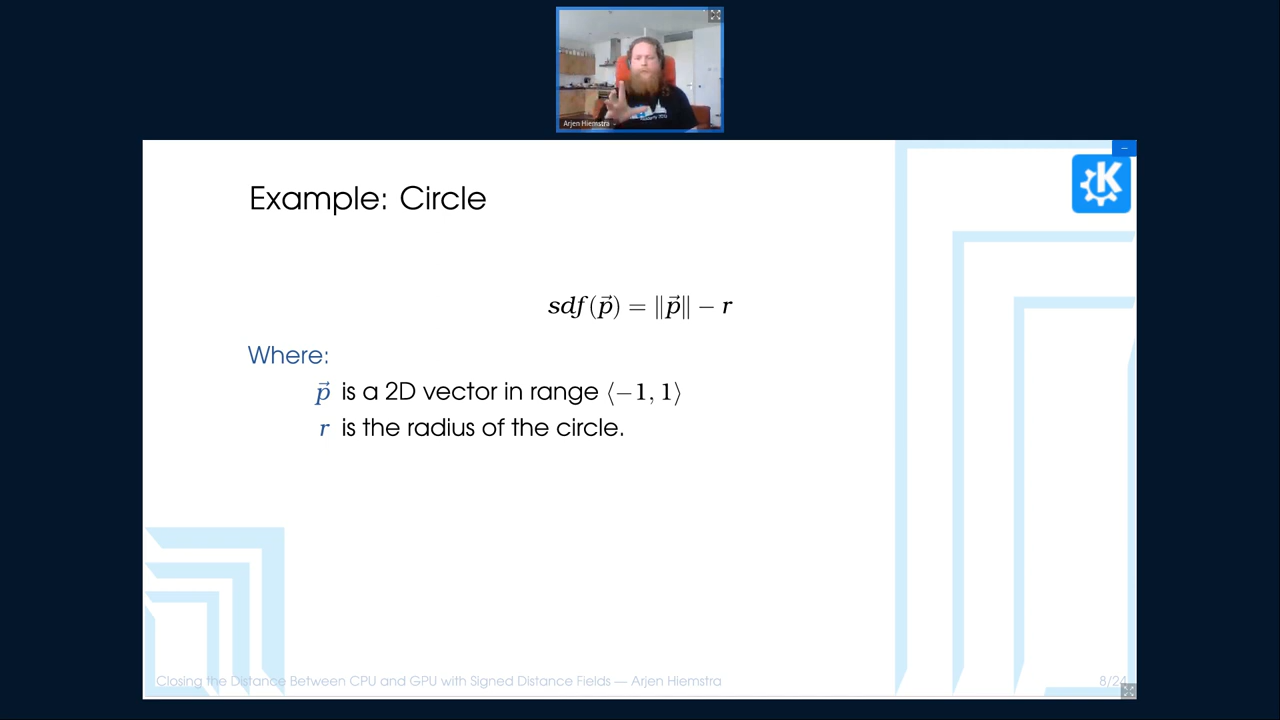 Arjen Hiemstra
Example: Circle
K
sdf(p⃗) = ‖p⃗‖ − r
Where:
p⃗ is a 2D vector in range ⟨−1, 1⟩
r is the radius of the circle.
Closing the Distance Between CPU and GPU with Signed Distance Fields — Arjen Hiemstra
8/24